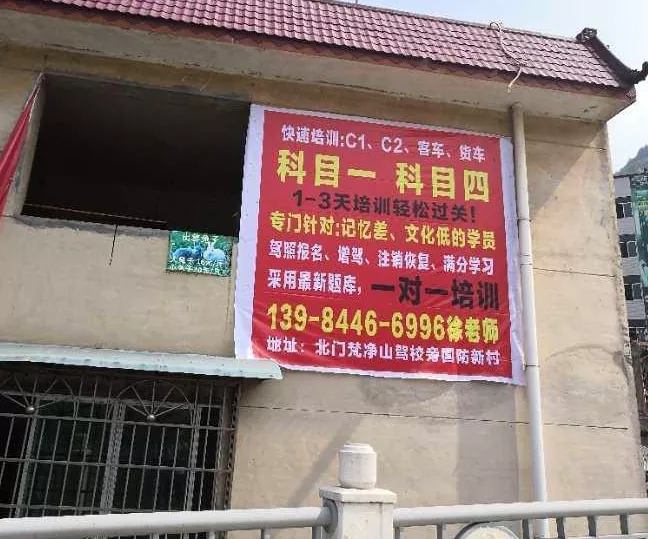 快速培训:C1、C2、客车、货车
科目一 科目四
1-3天培训轻松过关!
专门针对:记忆差、文化低的学员
驾照报名、增驾、注销恢复、满分学习
采用最新题库,一对一培训
139-8446-6996徐老师
地址:北门梵净山驾校旁国防新村